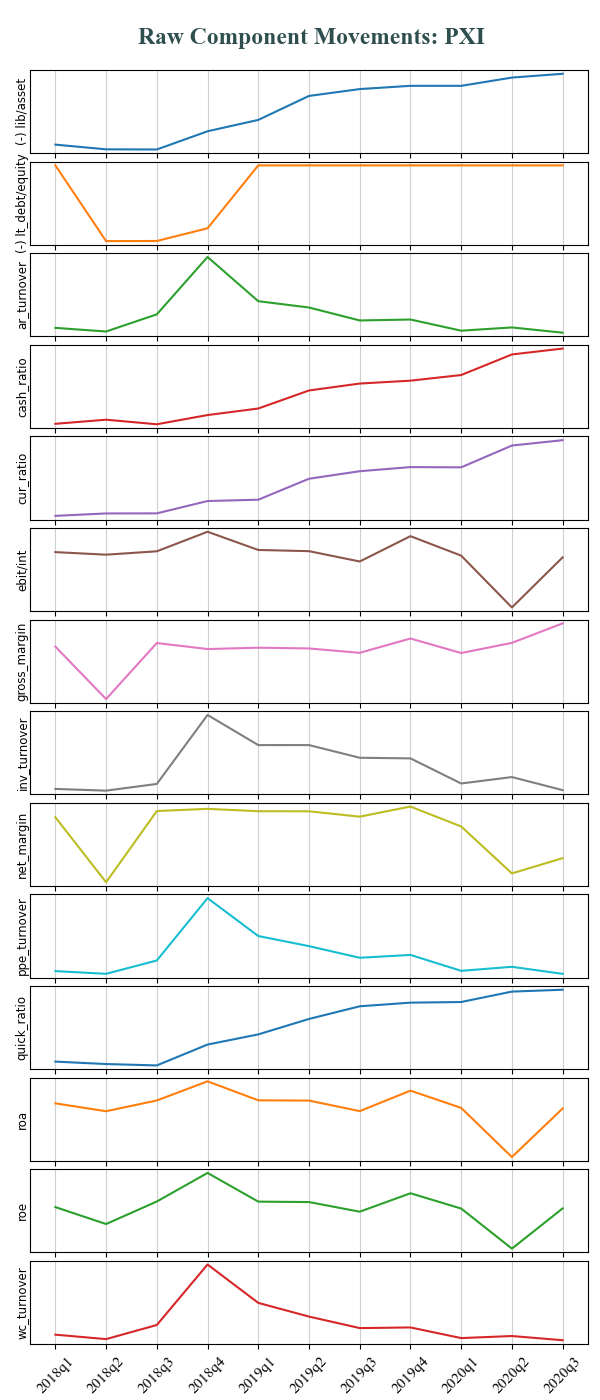 Raw Component Movements: PXI
(-) lib/asset
(-) lt_debt/equity
ar_turnover
cash_ratio
cur_ratio
ebit/int
gross_margin
inv_turnover
net_margin
ppe_turnover
quick_ratio
roa
roe
wc_turnover
2018q1 2018q2 2018q3 2018q4 2019q1 2019q2 2019q3 2019q4 2020q1 2020q2 2020q3